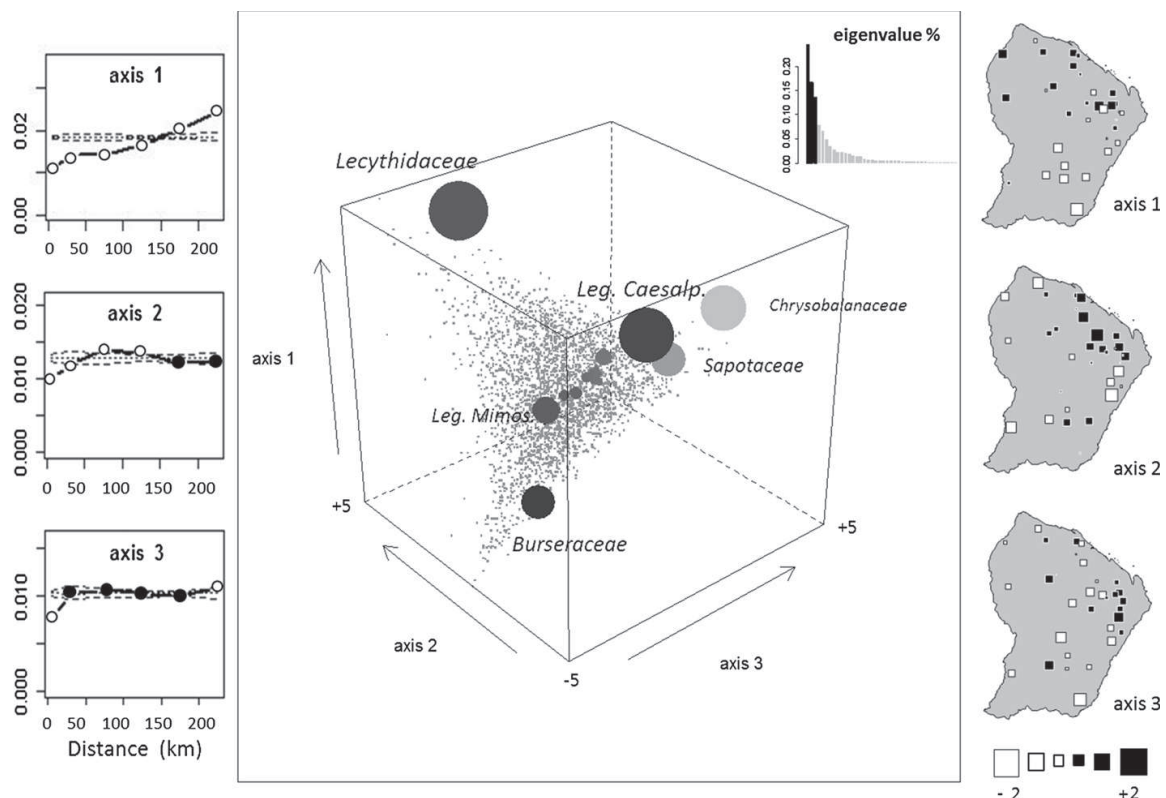 axis 1
0.02
0.00
0 50 100 150 200
axis 2
0.020
0.010
0.000
0 50 100 150 200
axis 3
0.010
0.000
0 50 100 150 200
Distance (km)
eigenvalue %
0.20
0.15
0.10
0.05
0.00
Lecythidaceae
Leg. Caesalp.
Chrysobalanaceae
axis 1
Sapotaceae
Leg. Mimos.
+5
+5
Burseraceae
axis 2
axis 3
-5
axis 1
axis 2
axis 3
- 2
+2